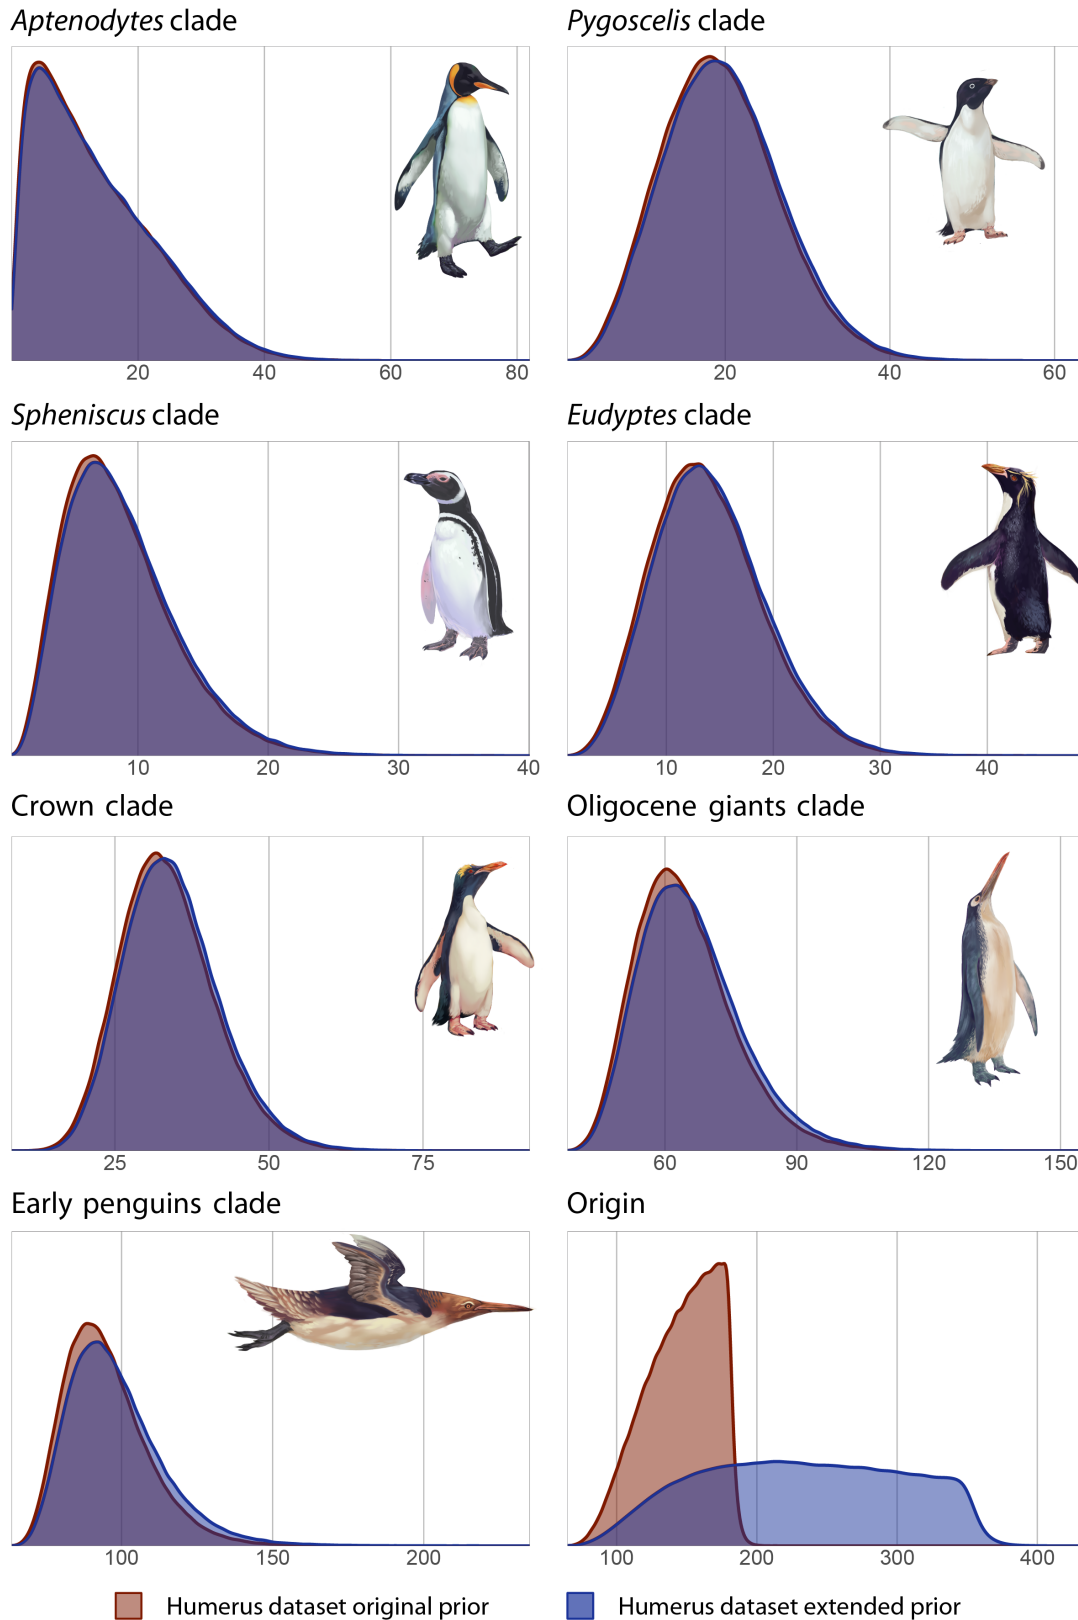 Aptenodytes clade
Pygoscelis clade
20 40 60 80
20 40 60
Spheniscus clade
Eudyptes clade
10 20 30 40
10 20 30 40
Crown clade
Oligocene giants clade
25 50 75
60 90 120 150
Early penguins clade
Origin
100 150 200
100 200 300 400
Humerus dataset original prior
Humerus dataset extended prior